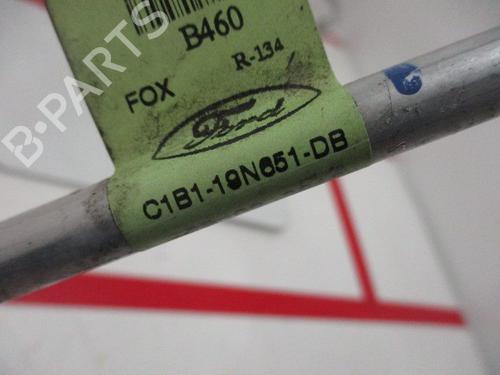 B460
R-134
FOX
Ford
C1B1-19N651-DB
B-PARTS